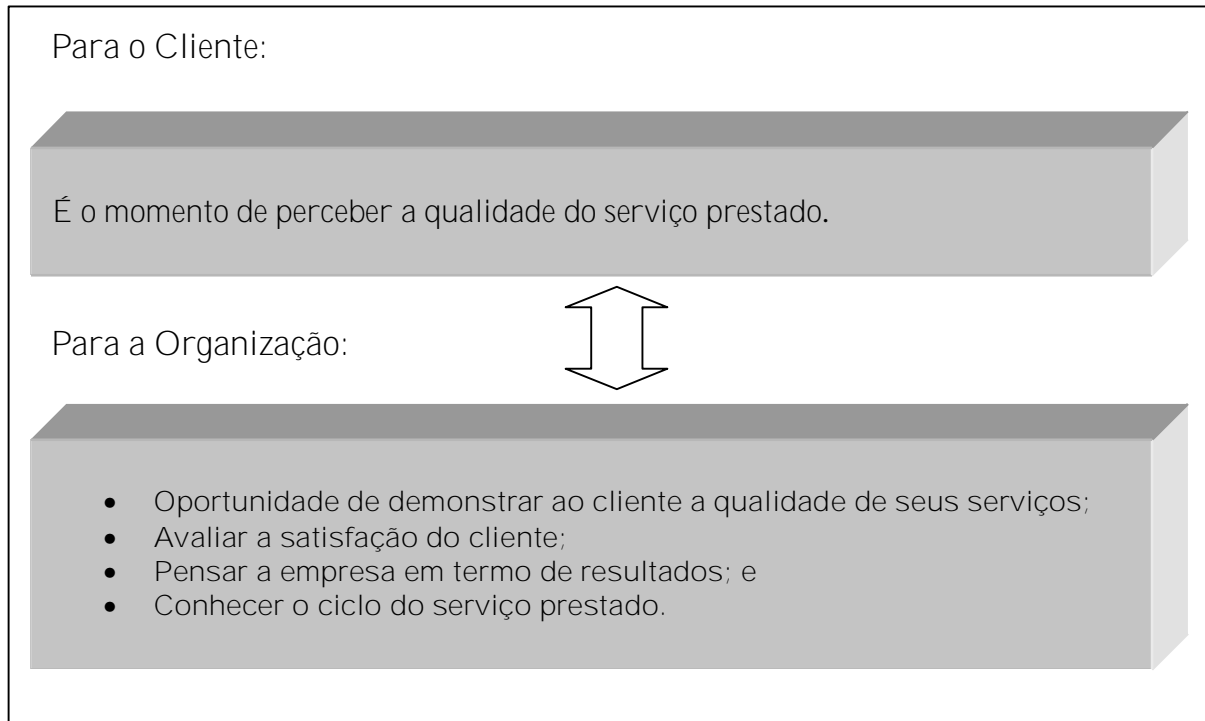 Para o Cliente:
É o momento de perceber a qualidade do serviço prestado.
Para a Organização:
• Oportunidade de demonstrar ao cliente a qualidade de seus serviços;
• Avaliar a satisfação do cliente;
• Pensar a empresa em termo de resultados; e
• Conhecer o ciclo do serviço prestado.